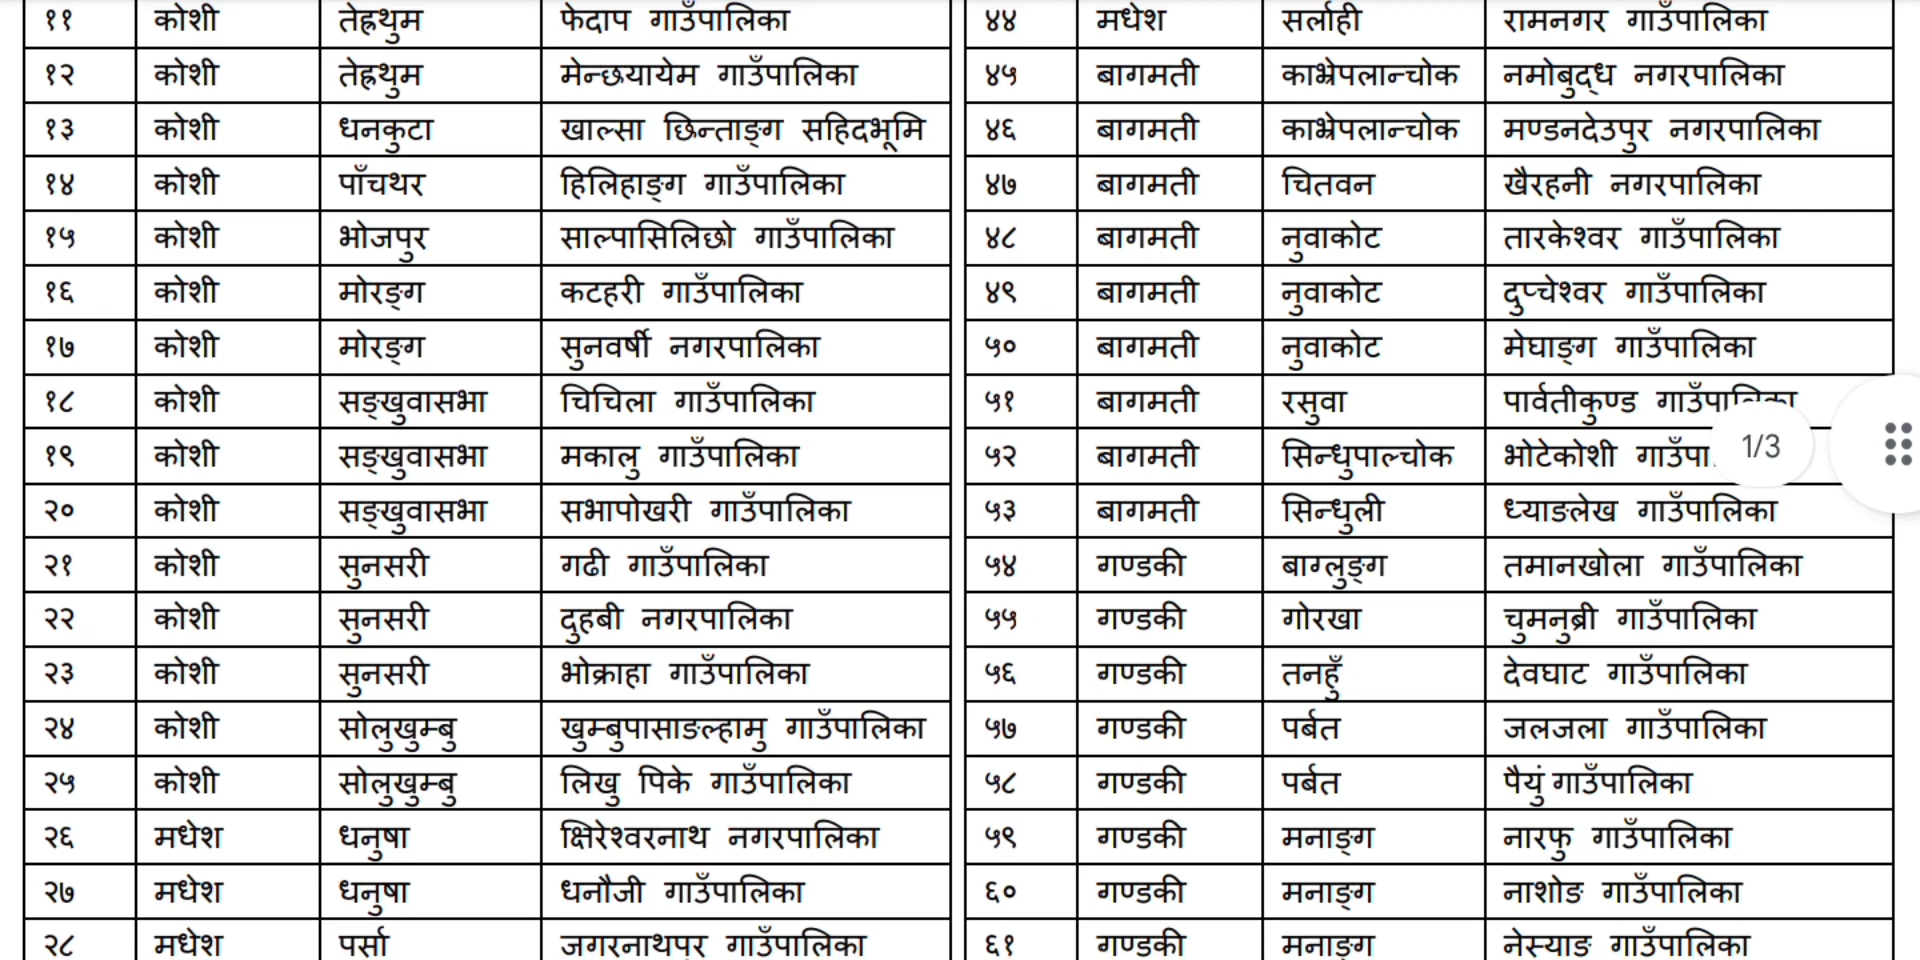 ११ कोशी तेह्रथुम फेदाप गाउँपालिका ४४ मधेश सर्लाही रामनगर गाउँपालिका
१२ कोशी तेह्रथुम मेन्छयायेम गाउँपालिका ४५ बागमती काभ्रेपलान्चोक नमोबुद्ध नगरपालिका
१३ कोशी धनकुटा खाल्सा छिन्ताङ्ग सहिदभूमि ४६ बागमती काभ्रेपलान्चोक मण्डनदेउपुर नगरपालिका
१४ कोशी पाँचथर हिलिहाङ्ग गाउँपालिका ४७ बागमती चितवन खैरहनी नगरपालिका
१५ कोशी भोजपुर साल्पासिलिछो गाउँपालिका ४८ बागमती नुवाकोट तारकेश्वर गाउँपालिका
१६ कोशी मोरङ्ग कटहरी गाउँपालिका ४९ बागमती नुवाकोट दुप्चेश्वर गाउँपालिका
१७ कोशी मोरङ्ग सुनवर्षी नगरपालिका ५० बागमती नुवाकोट मेघाङ्ग गाउँपालिका
१८ कोशी सङ्खुवासभा चिचिला गाउँपालिका ५१ बागमती रसुवा पार्वतीकुण्ड गाउँपालिका
१९ कोशी सङ्खुवासभा मकालु गाउँपालिका ५२ बागमती सिन्धुपाल्चोक भोटेकोशी गाउँपा 1/3
२० कोशी सङ्खुवासभा सभापोखरी गाउँपालिका ५३ बागमती सिन्धुली घ्याङलेख गाउँपालिका
२१ कोशी सुनसरी गढी गाउँपालिका ५४ गण्डकी बाग्लुङ्ग तमानखोला गाउँपालिका
२२ कोशी सुनसरी दुहबी नगरपालिका ५५ गण्डकी गोरखा चुमनुब्री गाउँपालिका
२३ कोशी सुनसरी भोक्राहा गाउँपालिका ५६ गण्डकी तनहुँ देवघाट गाउँपालिका
२४ कोशी सोलुखुम्बु खुम्बुपासाङल्हामु गाउँपालिका ५७ गण्डकी पर्बत जलजला गाउँपालिका
२५ कोशी सोलुखुम्बु लिखु पिके गाउँपालिका ५८ गण्डकी पर्बत पैयुं गाउँपालिका
२६ मधेश धनुषा क्षिरेश्वरनाथ नगरपालिका ५९ गण्डकी मनाङ्ग नारफु गाउँपालिका
२७ मधेश धनुषा धनौजी गाउँपालिका ६० गण्डकी मनाङ्ग नाशोङ गाउँपालिका
२८ मधेश पर्सा जगरनाथपुर गाउँपालिका ६१ गण्डकी मनाङ्ग नेस्याङ गाउँपालिका